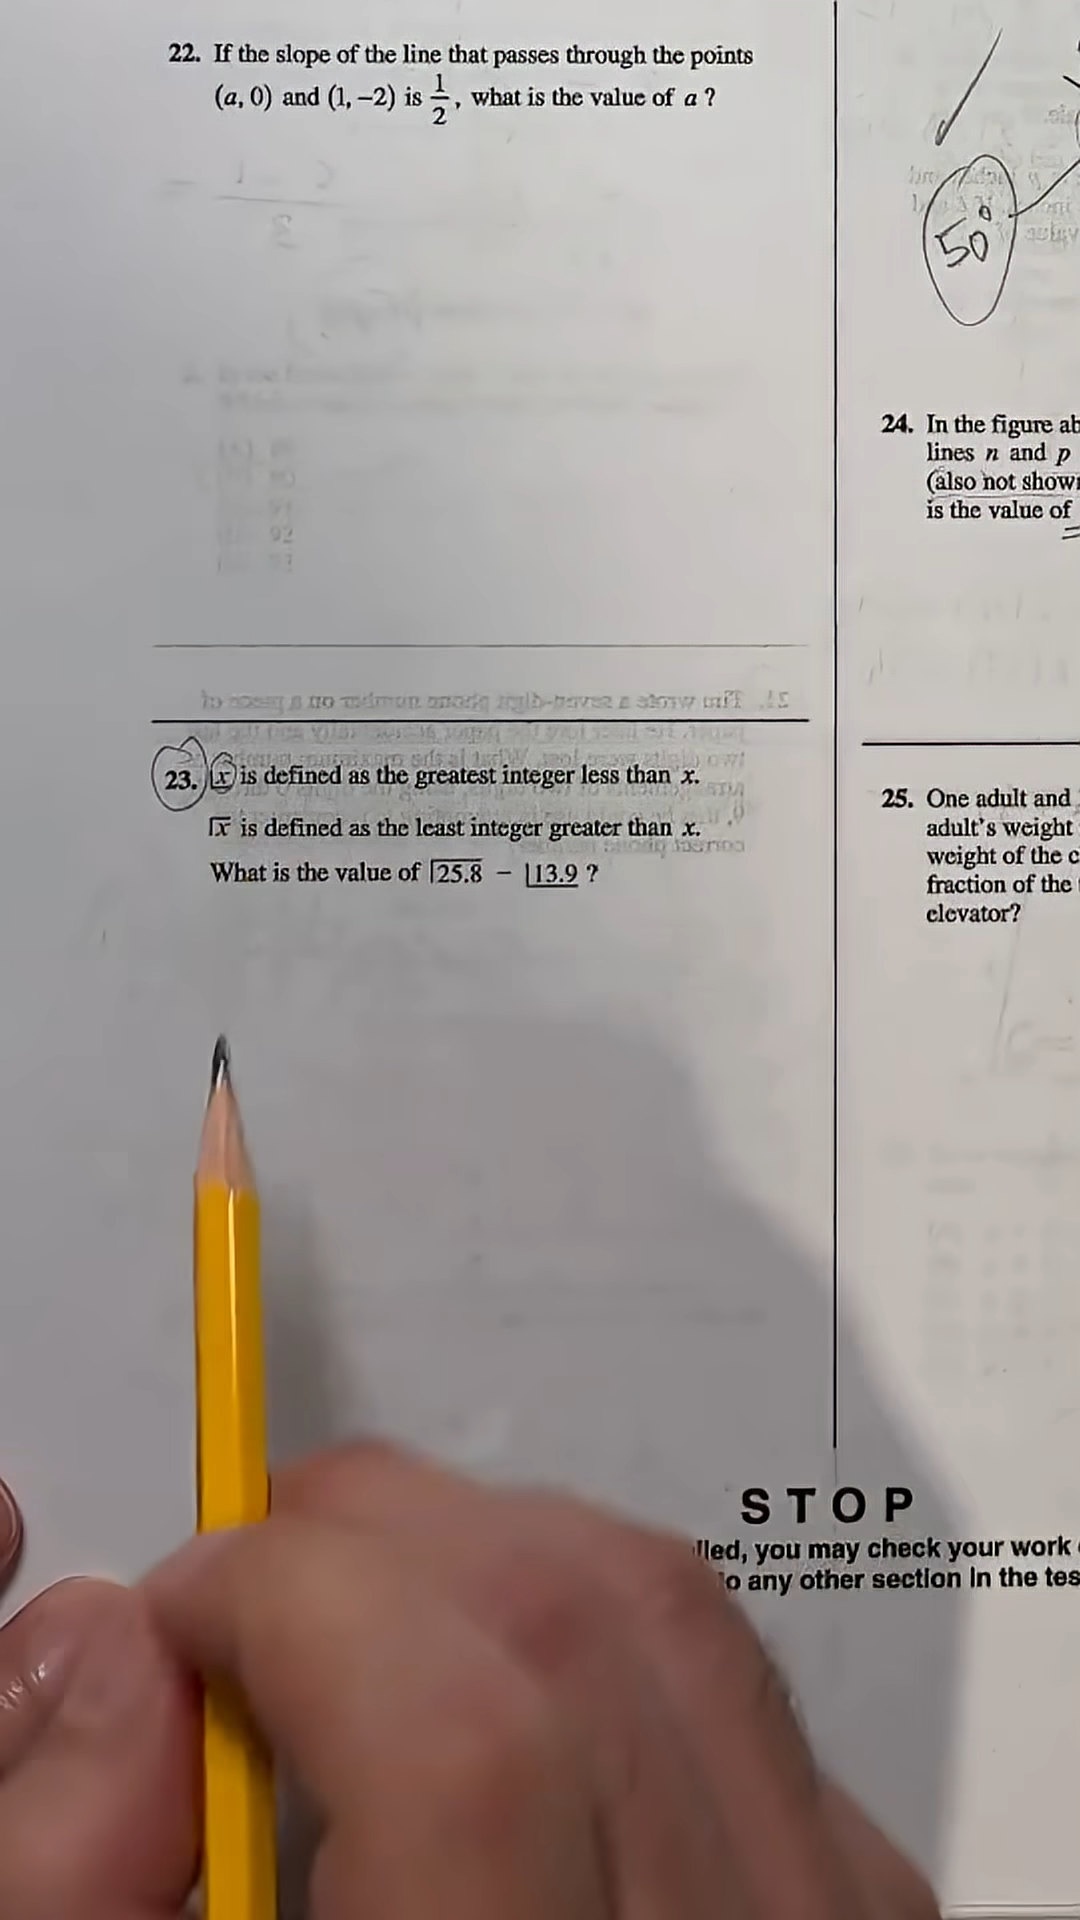 22. If the slope of the line that passes through the points
(a, 0) and (1, −2) is 1/2, what is the value of a ?
23. x is defined as the greatest integer less than x.
⌈x is defined as the least integer greater than x.
What is the value of ⌈25.8 − ⌊13.9 ?
50°
24. In the figure
lines n and p
(also not
is the value of
25. One adult and
adult's weight
weight of the
fraction of the
elevator?
STOP
you may check your work
any other section in the